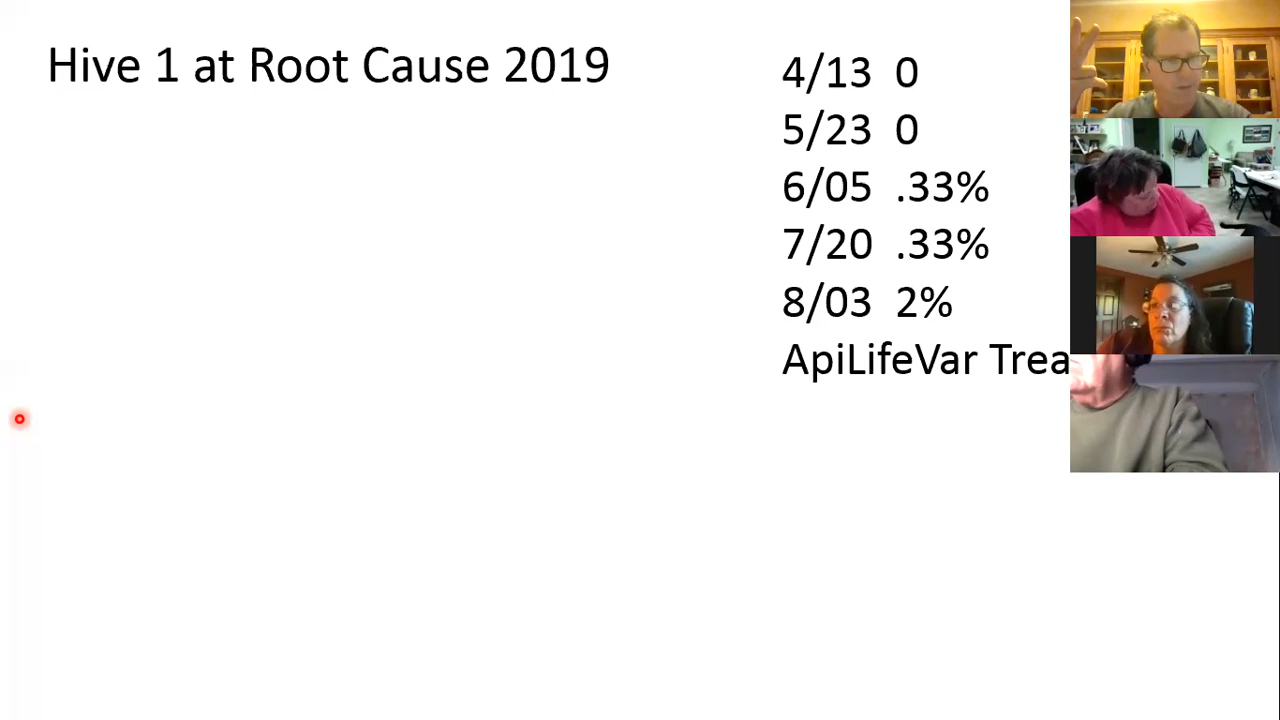 Hive 1 at Root Cause 2019
4/13 0
5/23 0
6/05 .33%
7/20 .33%
8/03 2%
ApiLifeVar